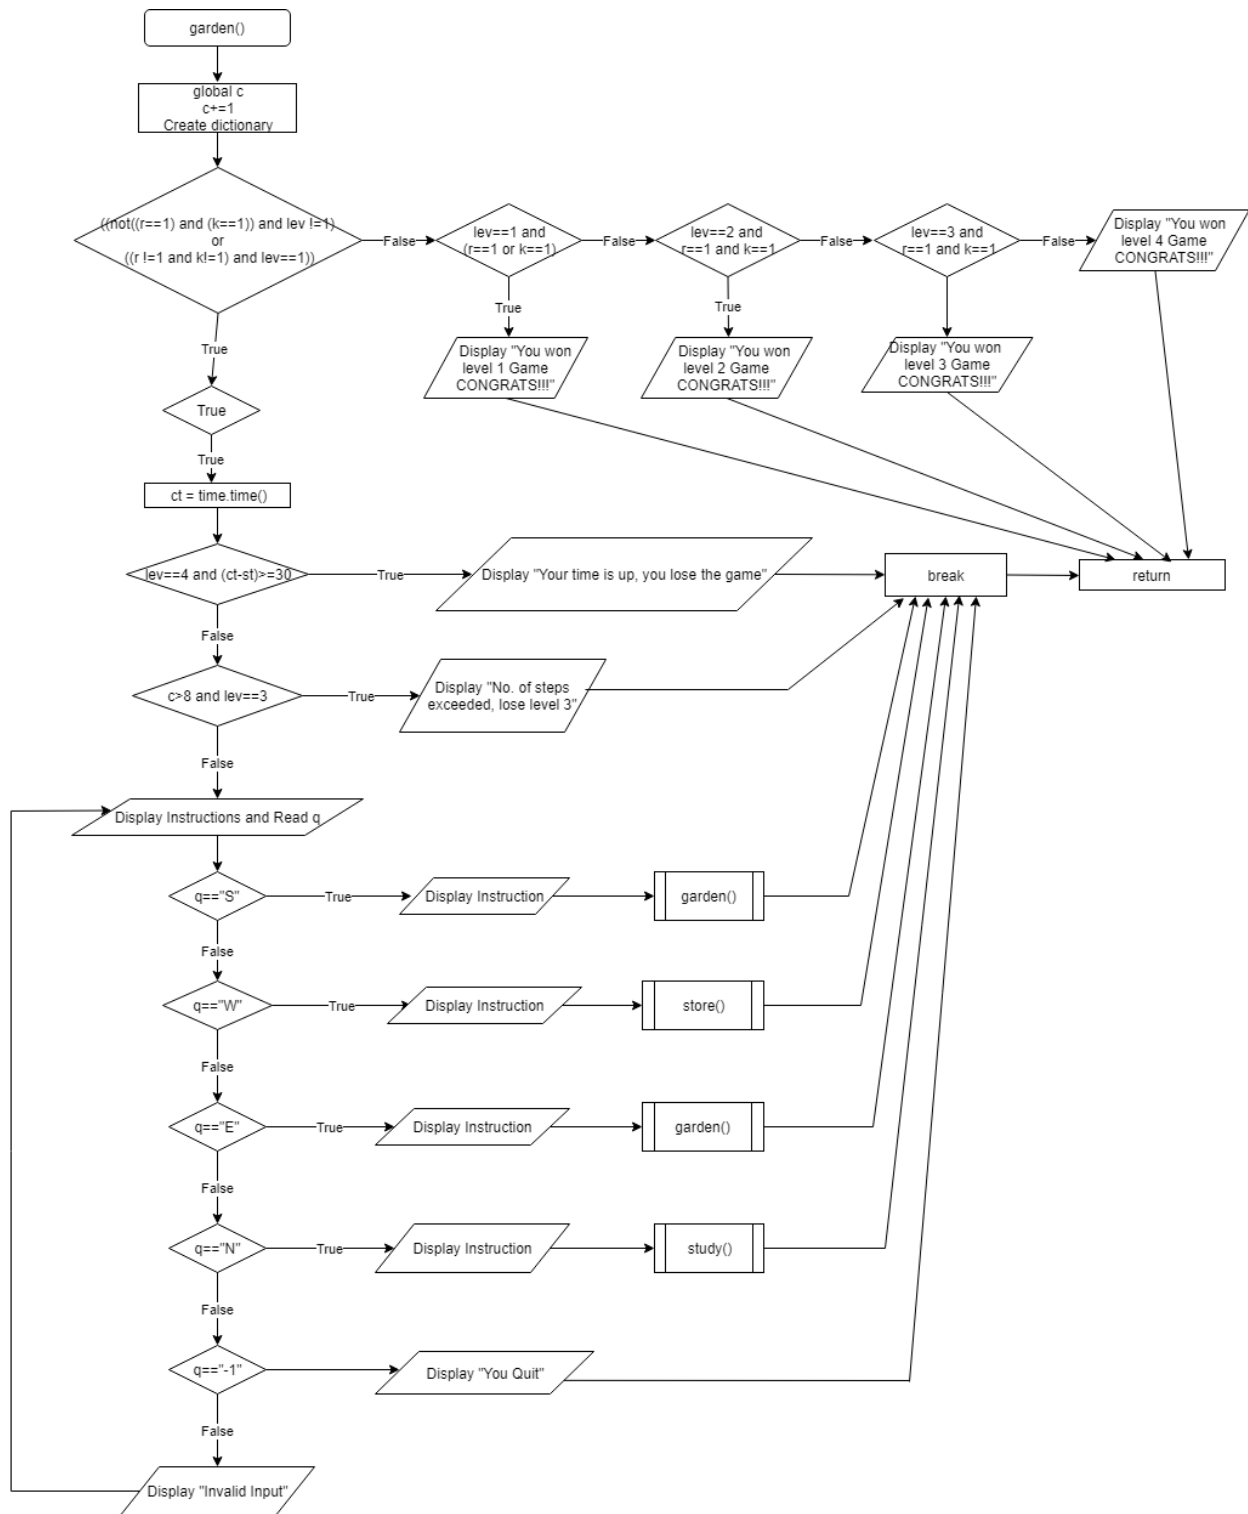 garden()
global c
c+=1
Create dictionary
((not((r==1) and (k==1)) and lev !=1)
or
((r !=1 and k!=1) and lev==1))
False
lev==1 and
(r==1 or k==1)
False
lev==2 and
r==1 and k==1
False
lev==3 and
r==1 and k==1
False
Display "You won
level 4 Game
CONGRATS!!!"
True
True
True
Display "You won
level 1 Game
CONGRATS!!!"
Display "You won
level 2 Game
CONGRATS!!!"
Display "You won
level 3 Game
CONGRATS!!!"
True
True
True
ct = time.time()
lev==4 and (ct-st)>=30
True
Display "Your time is up, you lose the game"
break
return
False
c>8 and lev==3
True
Display "No. of steps
exceeded, lose level 3"
False
Display Instructions and Read q
q=="S"
True
Display Instruction
garden()
False
q=="W"
True
Display Instruction
store()
False
q=="E"
True
Display Instruction
garden()
False
q=="N"
True
Display Instruction
study()
False
q=="-1"
Display "You Quit"
False
Display "Invalid Input"